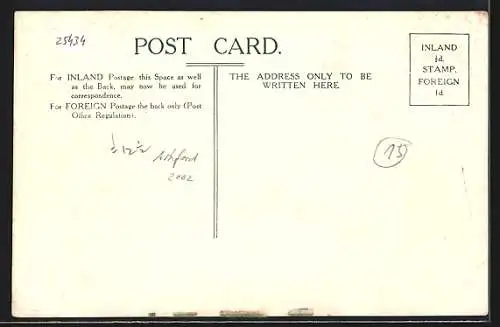 25434
POST CARD.
For INLAND Postage this Space as well
as the Back, may now be used for
correspondence.
For FOREIGN Postage the back only (Post
Office Regulation).
THE ADDRESS ONLY TO BE
WRITTEN HERE
INLAND
½d.
STAMP.
FOREIGN
1d.
Ashford
2002
15